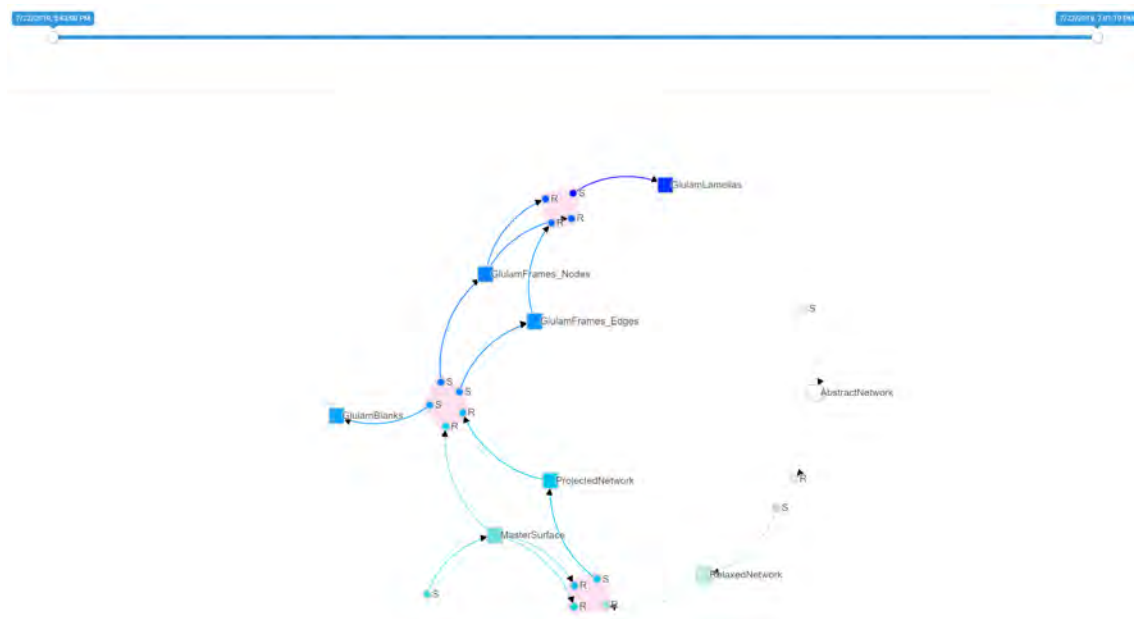 S
GlulamLamellas
R
R
R
GlulamFrames_Nodes
S
GlulamFrames_Edges
S
S
AbstractNetwork
S
R
GlulamBlanks
R
R
ProjectedNetwork
S
MasterSurface
RelaxedNetwork
S
R
S
R
R